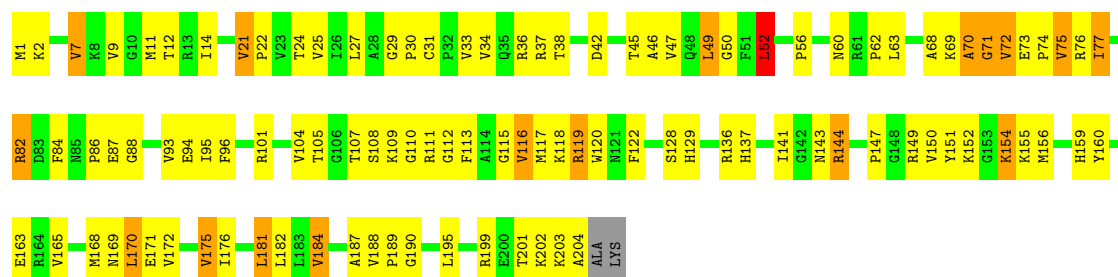 M1 K2 V7 K8 V9 G10 M11 T12 R13 I14 V21 P22 V23 T24 V25 I26 L27 A28 G29 P30 C31 P32 V33 V34 Q35 R36 R37 T38 D42 T45 A46 V47 Q48 L49 G50 F51 L52 P56 N60 R61 P62 L63 A68 K69 A70 G71 V72 E73 P74 V75 R76 I77
R82 D83 F84 N85 P86 E87 G88 V93 E94 I95 F96 R101 V104 T105 G106 T107 S108 K109 G110 R111 G112 F113 A114 G115 V116 M117 K118 R119 W120 N121 F122 S128 H129 R136 H137 I141 G142 N143 R144 P147 G148 R149 V150 Y151 K152 G153 K154 K155 M156 H159 Y160
E163 R164 V165 M168 N169 L170 E171 V172 V175 I176 L181 L182 L183 V184 A187 V188 P189 G190 L195 R199 E200 T201 K202 K203 A204 ALA LYS